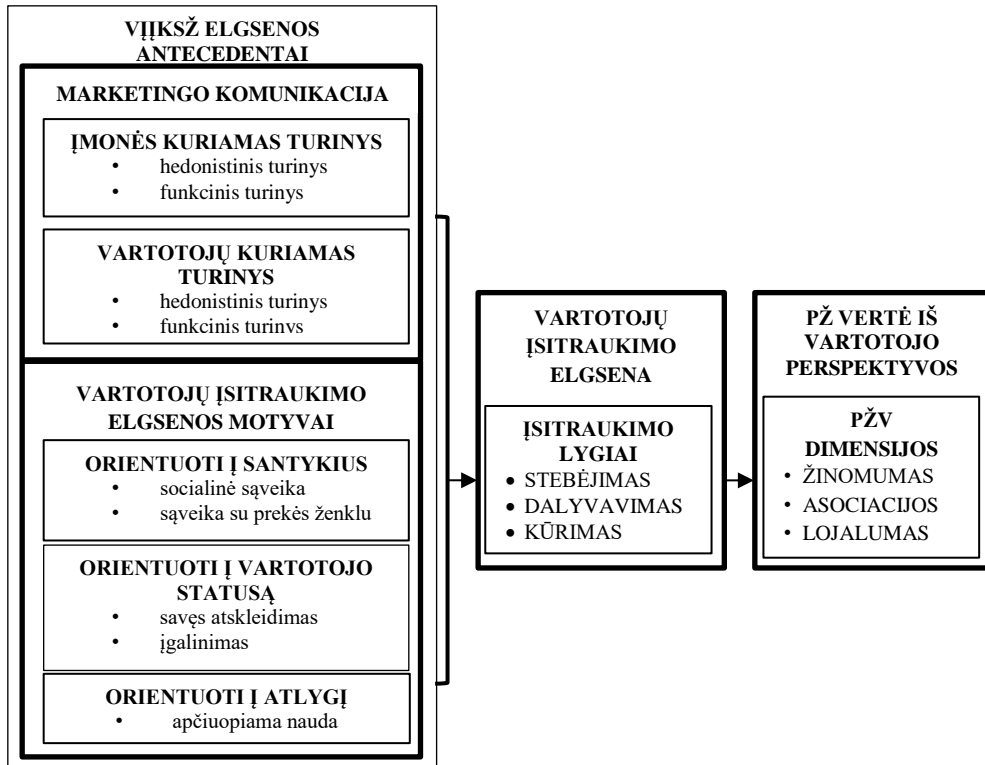 VĮĮKSŽ ELGSENOS
ANTECEDENTAI
MARKETINGO KOMUNIKACIJA
ĮMONĖS KURIAMAS TURINYS
• hedonistinis turinys
• funkcinis turinys
VARTOTOJŲ KURIAMAS
TURINYS
• hedonistinis turinys
• funkcinis turinvs
VARTOTOJŲ ĮSITRAUKIMO
ELGSENOS MOTYVAI
ORIENTUOTI Į SANTYKIUS
• socialinė sąveika
• sąveika su prekės ženklu
ORIENTUOTI Į VARTOTOJO
STATUSĄ
• savęs atskleidimas
• įgalinimas
ORIENTUOTI Į ATLYGĮ
• apčiuopiama nauda
VARTOTOJŲ
ĮSITRAUKIMO
ELGSENA
ĮSITRAUKIMO
LYGIAI
• STEBĖJIMAS
• DALYVAVIMAS
• KŪRIMAS
PŽ VERTĖ IŠ
VARTOTOJO
PERSPEKTYVOS
PŽV
DIMENSIJOS
• ŽINOMUMAS
• ASOCIACIJOS
• LOJALUMAS